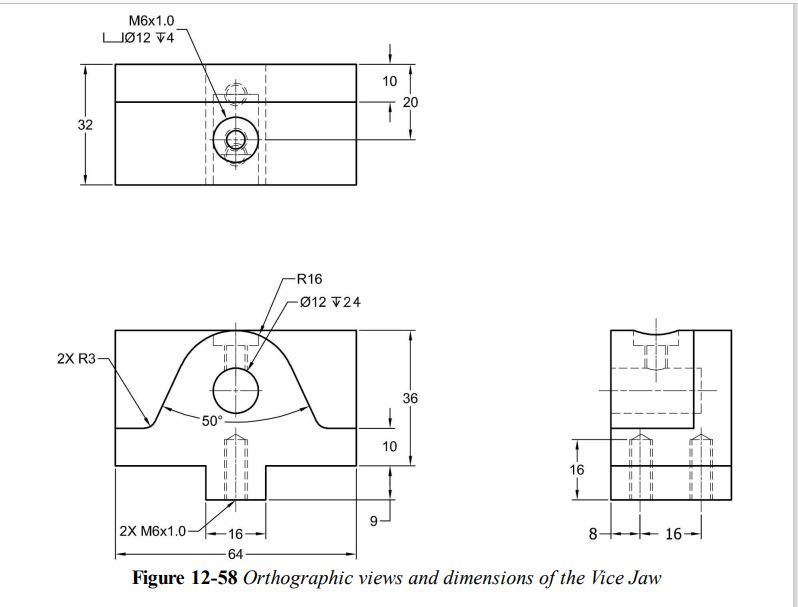 M6x1.0
⌴Ø12 ↧4
10
20
32
R16
Ø12 ↧24
2X R3
50°
36
10
16
2X M6x1.0
16
9
8
16
64
Figure 12-58 Orthographic views and dimensions of the Vice Jaw